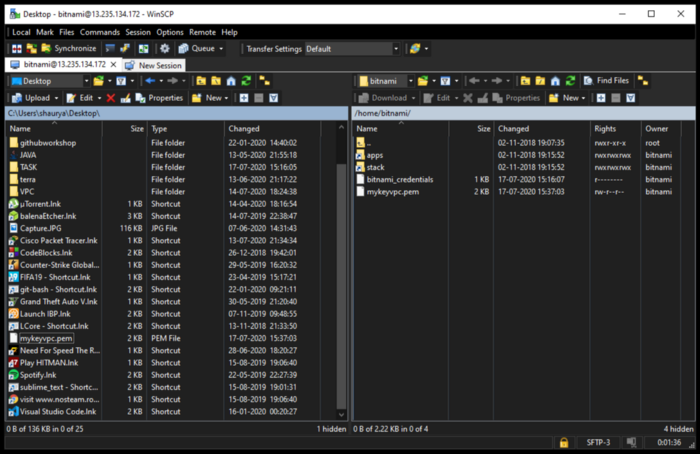 Desktop - bitnami@13.235.134.172 - WinSCP
Local Mark Files Commands Session Options Remote Help
Synchronize Queue Transfer Settings Default
bitnami@13.235.134.172 New Session
Desktop
Upload Edit Properties New
C:\Users\shaurya\Desktop\
Name Size Type Changed
githubworkshop File folder 22-01-2020 14:40:02
JAVA File folder 13-05-2020 21:55:18
TASK File folder 17-07-2020 15:16:05
terra File folder 13-06-2020 21:17:22
VPC File folder 14-07-2020 18:24:38
µTorrent.lnk 1 KB Shortcut 14-04-2020 18:16:54
balenaEtcher.lnk 3 KB Shortcut 14-07-2019 22:38:47
Capture.JPG 116 KB JPG File 07-06-2020 14:31:43
Cisco Packet Tracer.lnk 1 KB Shortcut 13-07-2020 21:34:34
CodeBlocks.lnk 2 KB Shortcut 26-12-2018 19:42:01
Counter-Strike Global... 1 KB Shortcut 29-05-2019 16:20:32
FIFA19 - Shortcut.lnk 1 KB Shortcut 23-04-2019 15:17:21
git-bash - Shortcut.lnk 2 KB Shortcut 22-01-2020 09:21:11
Grand Theft Auto V.lnk 1 KB Shortcut 30-05-2019 21:20:40
Launch IBP.lnk 2 KB Shortcut 07-11-2019 09:48:55
LCore - Shortcut.lnk 1 KB Shortcut 13-11-2018 21:33:50
mykeyvpc.pem 2 KB PEM File 17-07-2020 15:37:03
Need For Speed The R... 1 KB Shortcut 28-06-2020 18:20:27
Play HITMAN.lnk 1 KB Shortcut 15-08-2019 19:06:40
Spotify.lnk 2 KB Shortcut 22-05-2019 22:27:39
sublime_text - Shortc... 2 KB Shortcut 15-08-2019 19:01:31
visit www.nosteam.ro... 1 KB Shortcut 15-08-2019 19:06:40
Visual Studio Code.lnk 2 KB Shortcut 16-01-2020 00:20:27
0 B of 136 KB in 0 of 25 1 hidden
bitnami Find Files
Download Edit Properties New
/home/bitnami/
Name Size Changed Rights Owner
.. 02-11-2018 19:07:35 rwxr-xr-x root
apps 02-11-2018 19:15:52 rwxrwxrwx bitnami
stack 02-11-2018 19:15:52 rwxrwxrwx bitnami
bitnami_credentials 1 KB 17-07-2020 15:16:07 r-------- bitnami
mykeyvpc.pem 2 KB 17-07-2020 15:37:03 rw-r--r-- bitnami
0 B of 2.22 KB in 0 of 4 4 hidden
SFTP-3 0:01:36